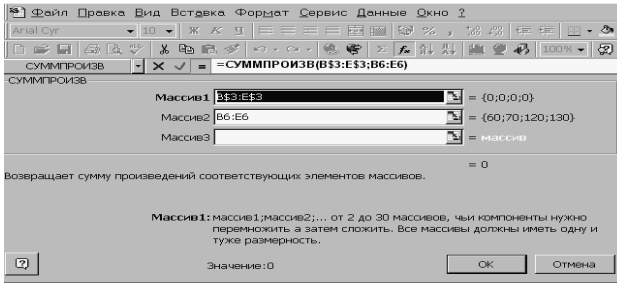 Файл Правка Вид Вставка Формат Сервис Данные Окно ?
Arial Cyr 10 Ж К Ч % ,
Σ fx 100%
СУММПРОИЗВ =СУММПРОИЗВ(B$3:E$3;B6:E6)
СУММПРОИЗВ
Массив1 B$3:E$3 = {0;0;0;0}
Массив2 B6:E6 = {60;70;120;130}
Массив3 = массив
= 0
Возвращает сумму произведений соответствующих элементов массивов.
Массив1: массив1;массив2;... от 2 до 30 массивов, чьи компоненты нужно
перемножить а затем сложить. Все массивы должны иметь одну и
туже размерность.
Значение:0
ОК Отмена